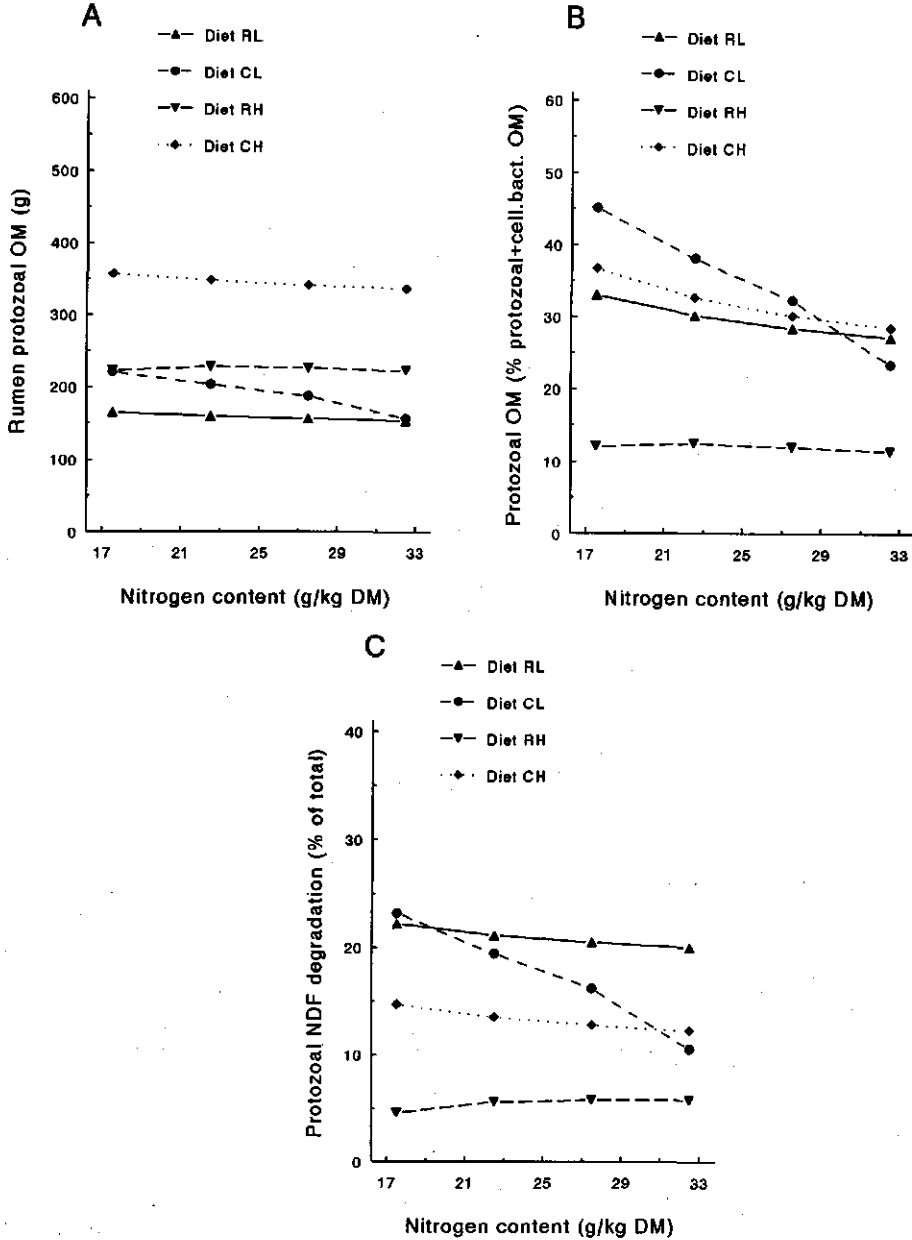 A
Diet RL
Diet CL
Diet RH
Diet CH
600
500
400
300
200
100
0
17 21 25 29 33
Rumen protozoal OM (g)
Nitrogen content (g/kg DM)
B
Diet RL
Diet CL
Diet RH
Diet CH
60
50
40
30
20
10
0
17 21 25 29 33
Protozoal OM (% protozoal+cell.bact. OM)
Nitrogen content (g/kg DM)
C
Diet RL
Diet CL
Diet RH
Diet CH
40
30
20
10
0
17 21 25 29 33
Protozoal NDF degradation (% of total)
Nitrogen content (g/kg DM)